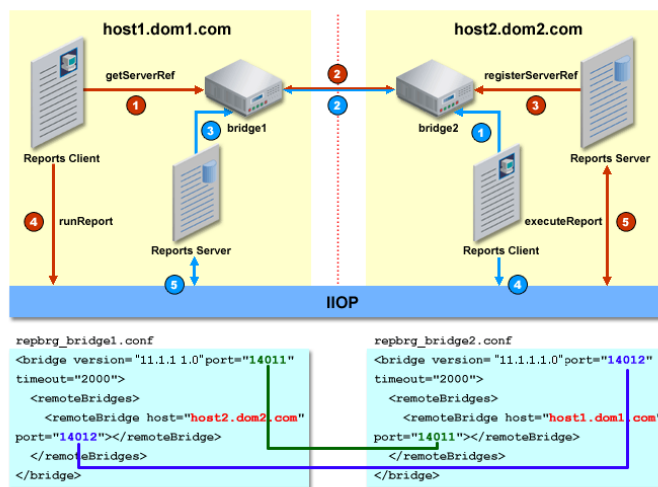 host1.dom1.com
host2.dom2.com
getServerRef
2
registerServerRef
1
2
3
bridge1
bridge2
3
1
Reports Client
Reports Server
4
runReport
executeReport
5
Reports Server
Reports Client
5
4
IIOP
repbrg_bridge1.conf
<bridge version="11.1.1 1.0"port="14011"
timeout="2000">
<remoteBridges>
<remoteBridge host="host2.dom2.com"
port="14012"></remoteBridge>
</remoteBridges>
</bridge>
repbrg_bridge2.conf
<bridge version="11.1.1.1.0"port="14012"
timeout="2000">
<remoteBridges>
<remoteBridge host="host1.dom1.com"
port="14011"></remoteBridge>
</remoteBridges>
</bridge>